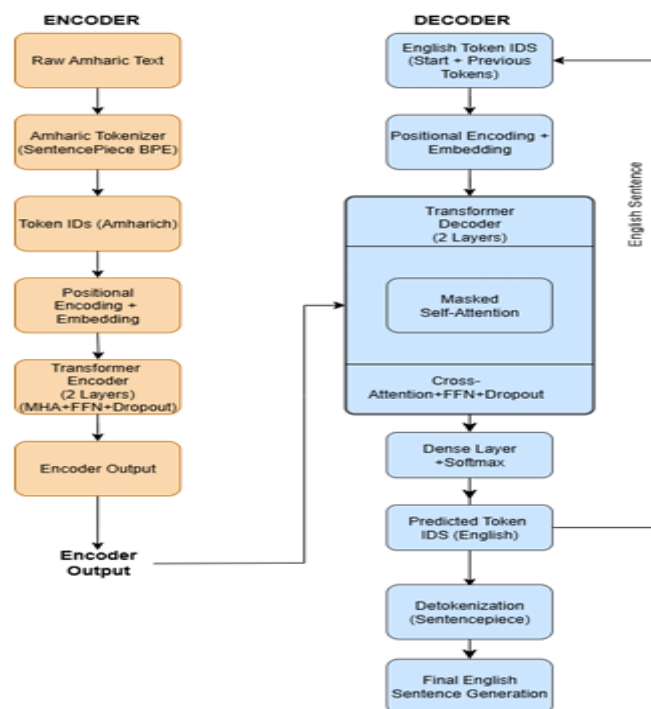 ENCODER
Raw Amharic Text
Amharic Tokenizer
(SentencePiece BPE)
Token IDs (Amharich)
Positional
Encoding +
Embedding
Transformer
Encoder
(2 Layers)
(MHA+FFN+Dropout)
Encoder Output
Encoder
Output
DECODER
English Token IDS
(Start + Previous
Tokens)
Positional Encoding +
Embedding
Transformer
Decoder
(2 Layers)
Masked
Self-Attention
Cross-
Attention+FFN+Dropout
Dense Layer
+Softmax
Predicted Token
IDS (English)
Detokenization
(Sentencepiece)
Final English
Sentence Generation
English Sentence